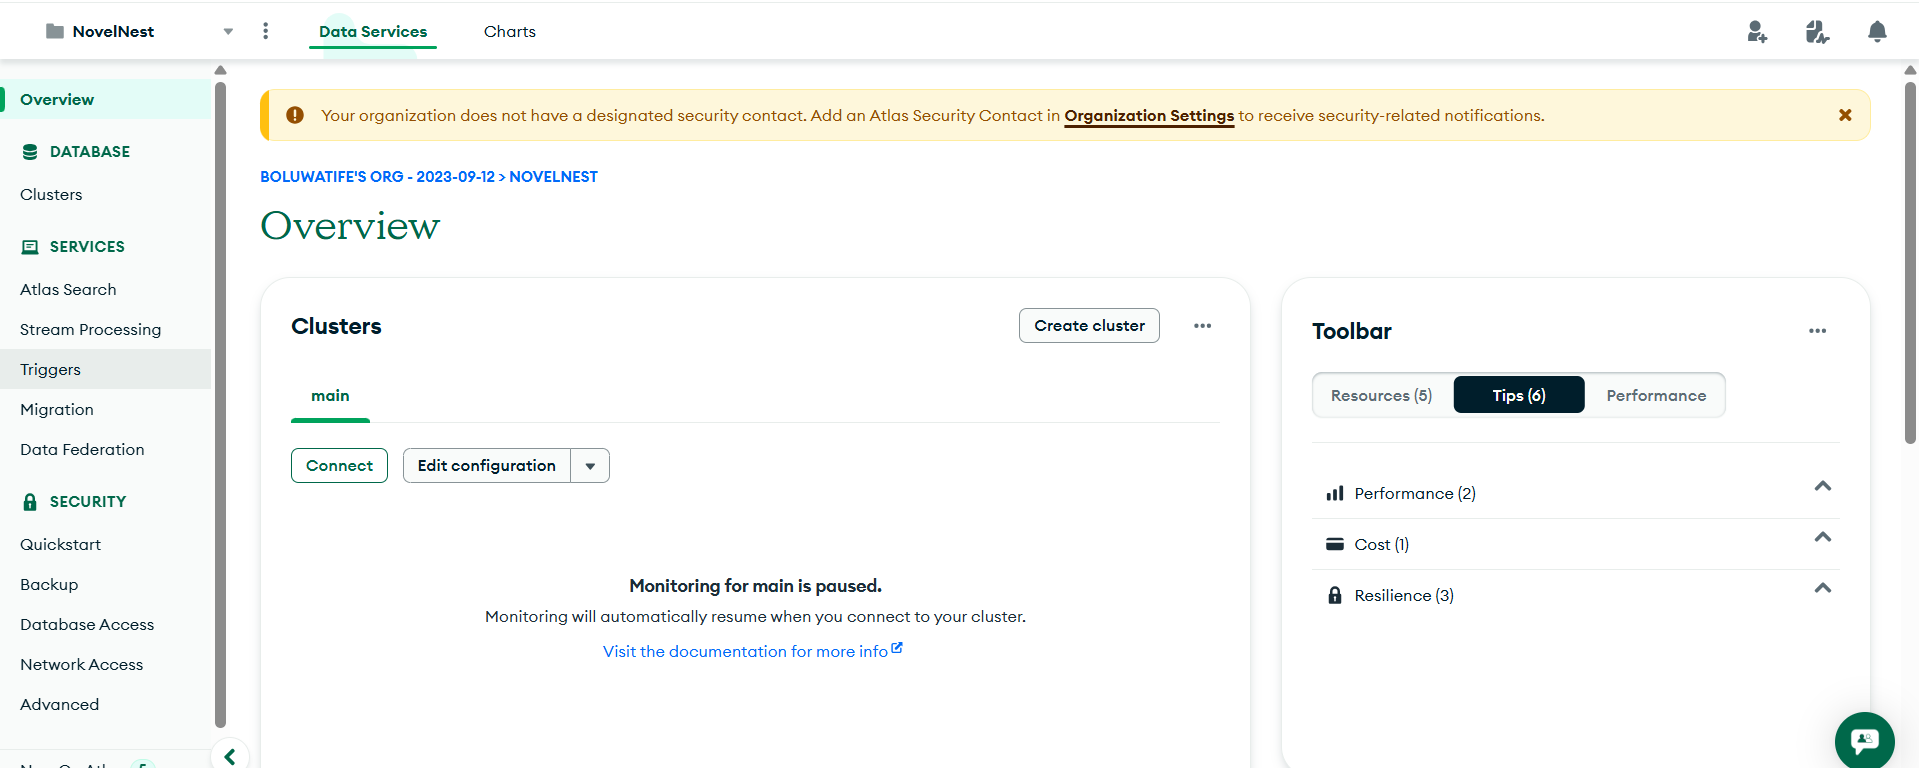 NovelNest
Data Services
Charts
Overview
DATABASE
Clusters
SERVICES
Atlas Search
Stream Processing
Triggers
Migration
Data Federation
SECURITY
Quickstart
Backup
Database Access
Network Access
Advanced
Your organization does not have a designated security contact. Add an Atlas Security Contact in Organization Settings to receive security-related notifications.
BOLUWATIFE'S ORG - 2023-09-12 > NOVELNEST
Overview
Clusters
Create cluster
main
Connect
Edit configuration
Monitoring for main is paused.
Monitoring will automatically resume when you connect to your cluster.
Visit the documentation for more info
Toolbar
Resources (5)
Tips (6)
Performance
Performance (2)
Cost (1)
Resilience (3)